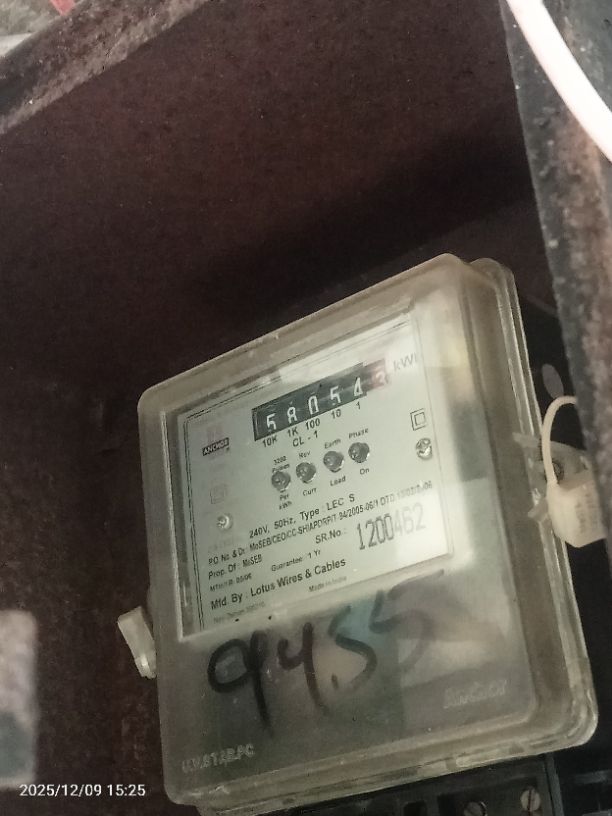 kWh
58054
10K 1K 100 10 1
CL - 1
ANCHOR
3200 Rev Earth Phase
Per kWh Curr Load On
240V, 50Hz, Type : LEC S
Prop. Of : MeSEB
Guarantee : 1 Yr
SR.No.: 1200462
Mfd. By : Lotus Wires & Cables
Made in India
9455
2025/12/09 15:25